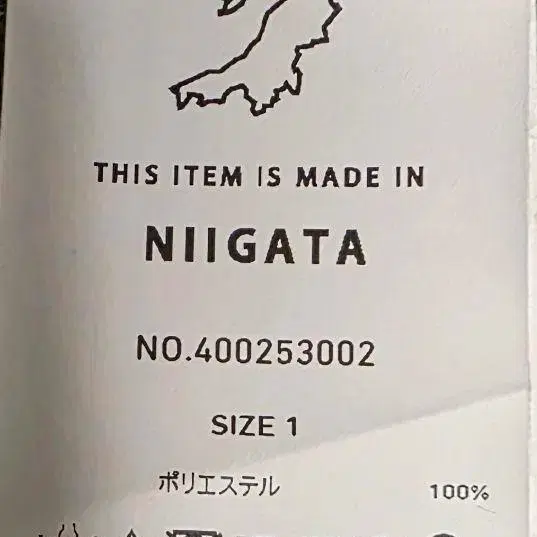 THIS ITEM IS MADE IN
NIIGATA
NO.400253002
SIZE 1
ポリエステル 100%